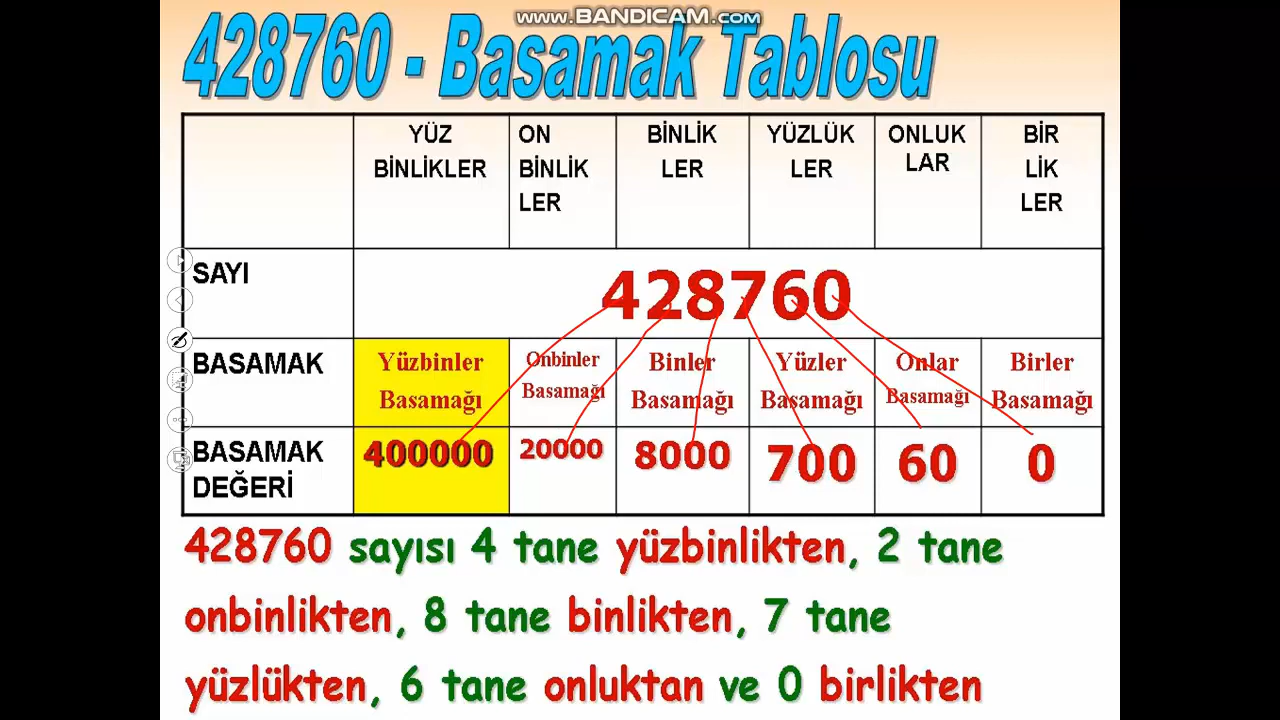 www.BANDICAM.com
428760 - Basamak Tablosu
YÜZ BİNLİKLER
ON BİNLİK LER
BİNLİK LER
YÜZLÜK LER
ONLUK LAR
BİR LİK LER
SAYI
428760
BASAMAK
Yüzbinler Basamağı
Onbinler Basamağı
Binler Basamağı
Yüzler Basamağı
Onlar Basamağı
Birler Basamağı
BASAMAK DEĞERİ
400000
20000
8000
700
60
0
428760 sayısı 4 tane yüzbinlikten, 2 tane
onbinlikten, 8 tane binlikten, 7 tane
yüzlükten, 6 tane onluktan ve 0 birlikten